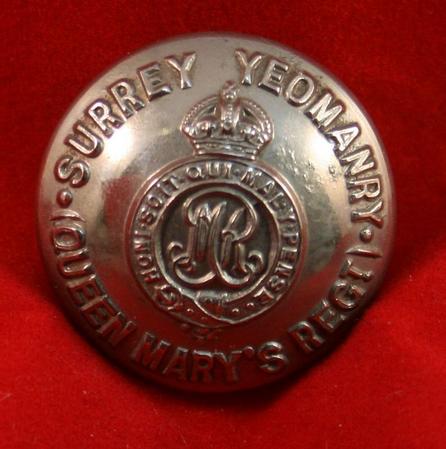 ·SURREY YEOMANRY·
(QUEEN MARY'S REGT)
HONI·SOIT·QUI·MAL·Y·PENSE
MR